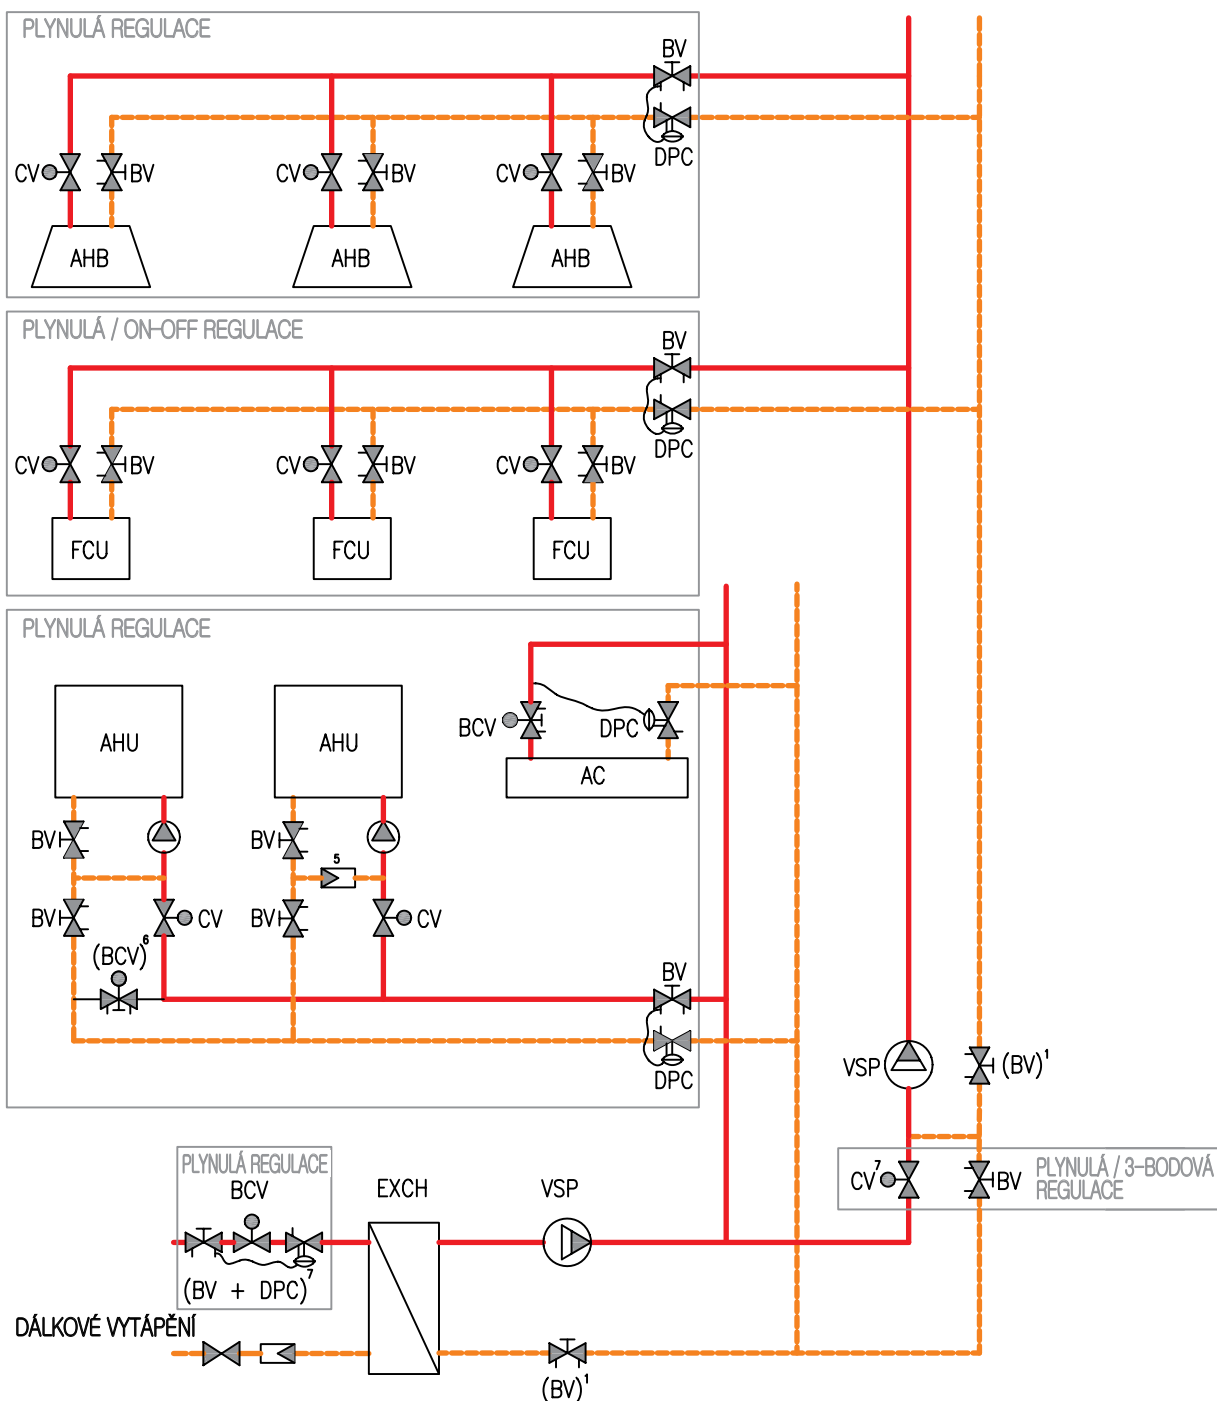 PLYNULÁ REGULACE
BV
DPC
CV BV CV BV CV BV
AHB AHB AHB
PLYNULÁ / ON-OFF REGULACE
BV
DPC
CV BV CV BV CV BV
FCU FCU FCU
PLYNULÁ REGULACE
BCV DPC
AHU AHU
AC
BV BV
5
BV CV BV CV
(BCV)6
BV
DPC
VSP (BV)1
PLYNULÁ REGULACE
BCV
EXCH VSP
CV7 BV
PLYNULÁ / 3-BODOVÁ
REGULACE
(BV + DPC)7
DÁLKOVÉ VYTÁPĚNÍ
(BV)1